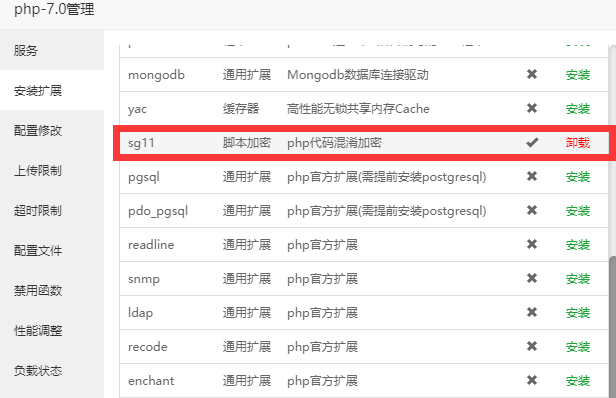 php-7.0管理
服务
安装扩展
配置修改
上传限制
超时限制
配置文件
禁用函数
性能调整
负载状态
mongodb 通用扩展 Mongodb数据库连接驱动 ✖ 安装
yac 缓存器 高性能无锁共享内存Cache ✖ 安装
sg11 脚本加密 php代码混淆加密 ✔ 卸载
pgsql 通用扩展 php官方扩展(需提前安装postgresql) ✖ 安装
pdo_pgsql 通用扩展 php官方扩展(需提前安装postgresql) ✖ 安装
readline 通用扩展 php官方扩展 ✖ 安装
snmp 通用扩展 php官方扩展 ✖ 安装
ldap 通用扩展 php官方扩展 ✖ 安装
recode 通用扩展 php官方扩展 ✖ 安装
enchant 通用扩展 php官方扩展 ✖ 安装